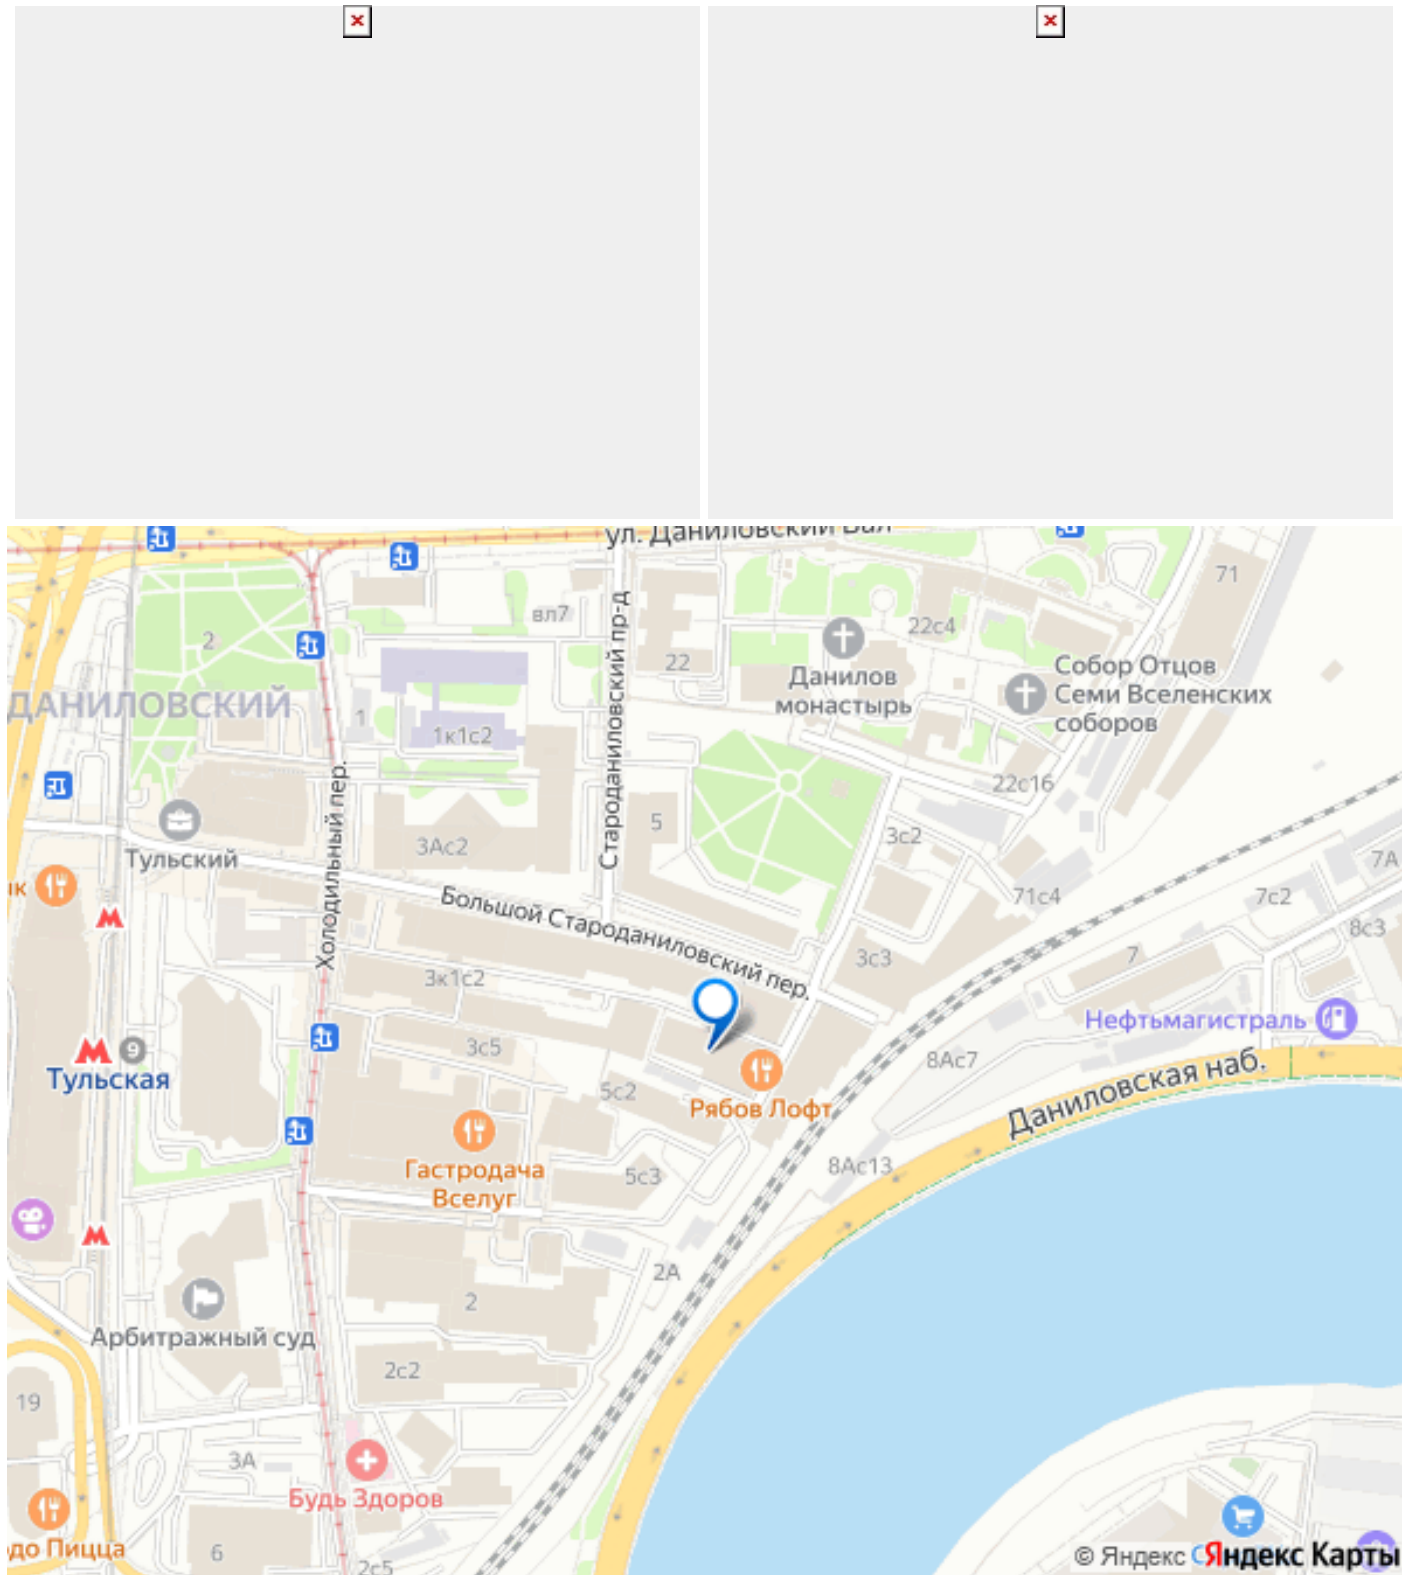 ул. Даниловский Вал
71
вл7
2
22с4
Собор Отцов
Семи Вселенских
соборов
22
Данилов
монастырь
ДАНИЛОВСКИЙ
1
1к1с2
Староданиловский пр-д
22с16
Холодильный пер.
5
3с2
3Ас2
Тульский
7А
7с2
71с4
Большой Староданиловский пер.
8с3
7
3с3
3к1с2
Нефтьмагистраль
3с5
9
Тульская
8Ас7
Даниловская наб.
5с2
Рябов Лофт
Гастродача
Вселуг
5с3
8Ас13
2А
2
Арбитражный суд
2с2
19
3А
Будь Здоров
до Пицца
6
2с5
© Яндекс
Яндекс Карты